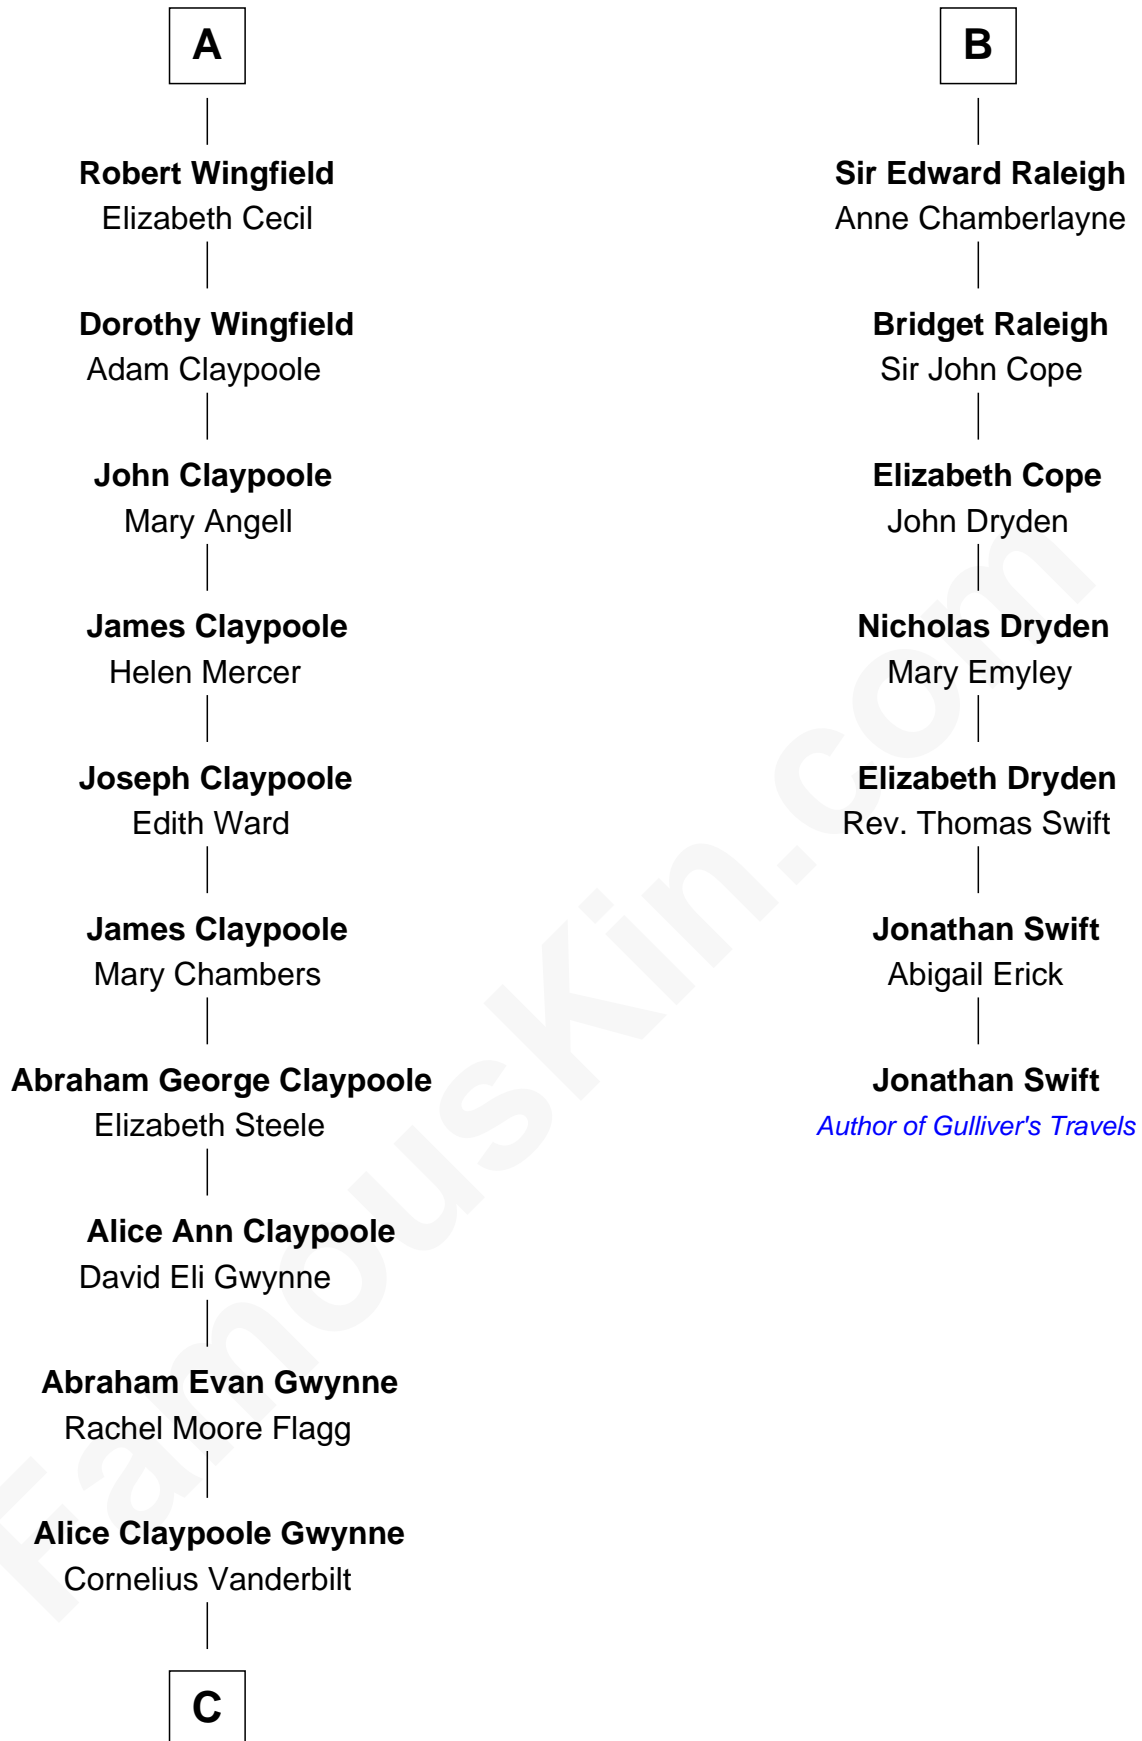 A
Robert Wingfield
Elizabeth Cecil
Dorothy Wingfield
Adam Claypoole
John Claypoole
Mary Angell
James Claypoole
Helen Mercer
Joseph Claypoole
Edith Ward
James Claypoole
Mary Chambers
Abraham George Claypoole
Elizabeth Steele
Alice Ann Claypoole
David Eli Gwynne
Abraham Evan Gwynne
Rachel Moore Flagg
Alice Claypoole Gwynne
Cornelius Vanderbilt
C
B
Sir Edward Raleigh
Anne Chamberlayne
Bridget Raleigh
Sir John Cope
Elizabeth Cope
John Dryden
Nicholas Dryden
Mary Emyley
Elizabeth Dryden
Rev. Thomas Swift
Jonathan Swift
Abigail Erick
Jonathan Swift
Author of Gulliver's Travels
FamousKin.com